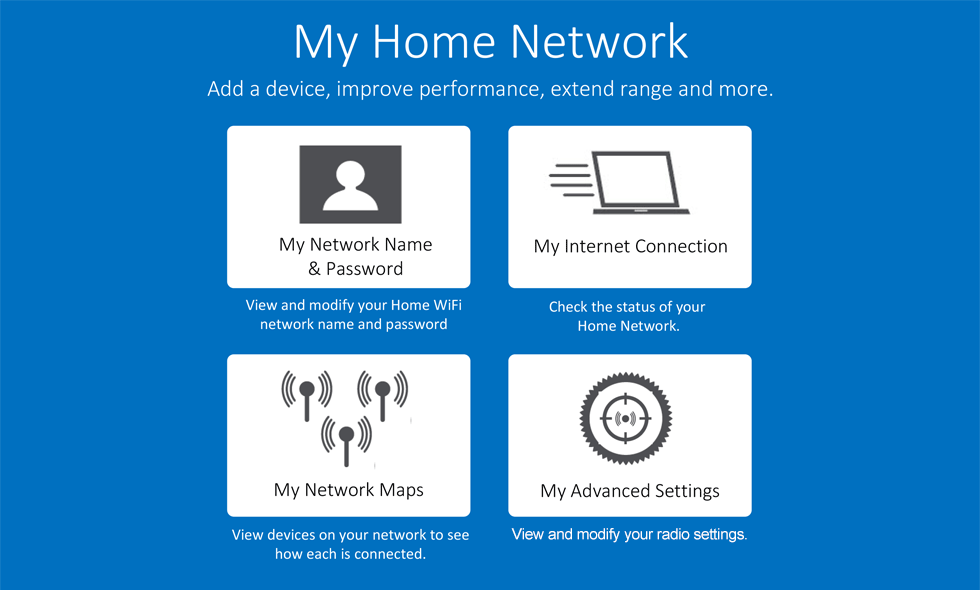 My Home Network
Add a device, improve performance, extend range and more.
My Network Name
& Password
View and modify your Home WiFi
network name and password
My Internet Connection
Check the status of your
Home Network.
My Network Maps
View devices on your network to see
how each is connected.
My Advanced Settings
View and modify your radio settings.